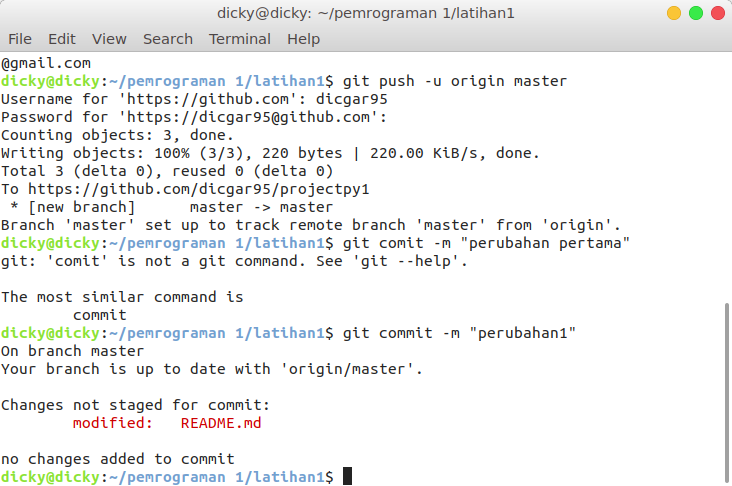 dicky@dicky: ~/pemrograman 1/latihan1
File Edit View Search Terminal Help
@gmail.com
dicky@dicky:~/pemrograman 1/latihan1$ git push -u origin master
Username for 'https://github.com': dicgar95
Password for 'https://dicgar95@github.com':
Counting objects: 3, done.
Writing objects: 100% (3/3), 220 bytes | 220.00 KiB/s, done.
Total 3 (delta 0), reused 0 (delta 0)
To https://github.com/dicgar95/projectpy1
 * [new branch]      master -> master
Branch 'master' set up to track remote branch 'master' from 'origin'.
dicky@dicky:~/pemrograman 1/latihan1$ git comit -m "perubahan pertama"
git: 'comit' is not a git command. See 'git --help'.

The most similar command is
        commit
dicky@dicky:~/pemrograman 1/latihan1$ git commit -m "perubahan1"
On branch master
Your branch is up to date with 'origin/master'.

Changes not staged for commit:
        modified:   README.md

no changes added to commit
dicky@dicky:~/pemrograman 1/latihan1$